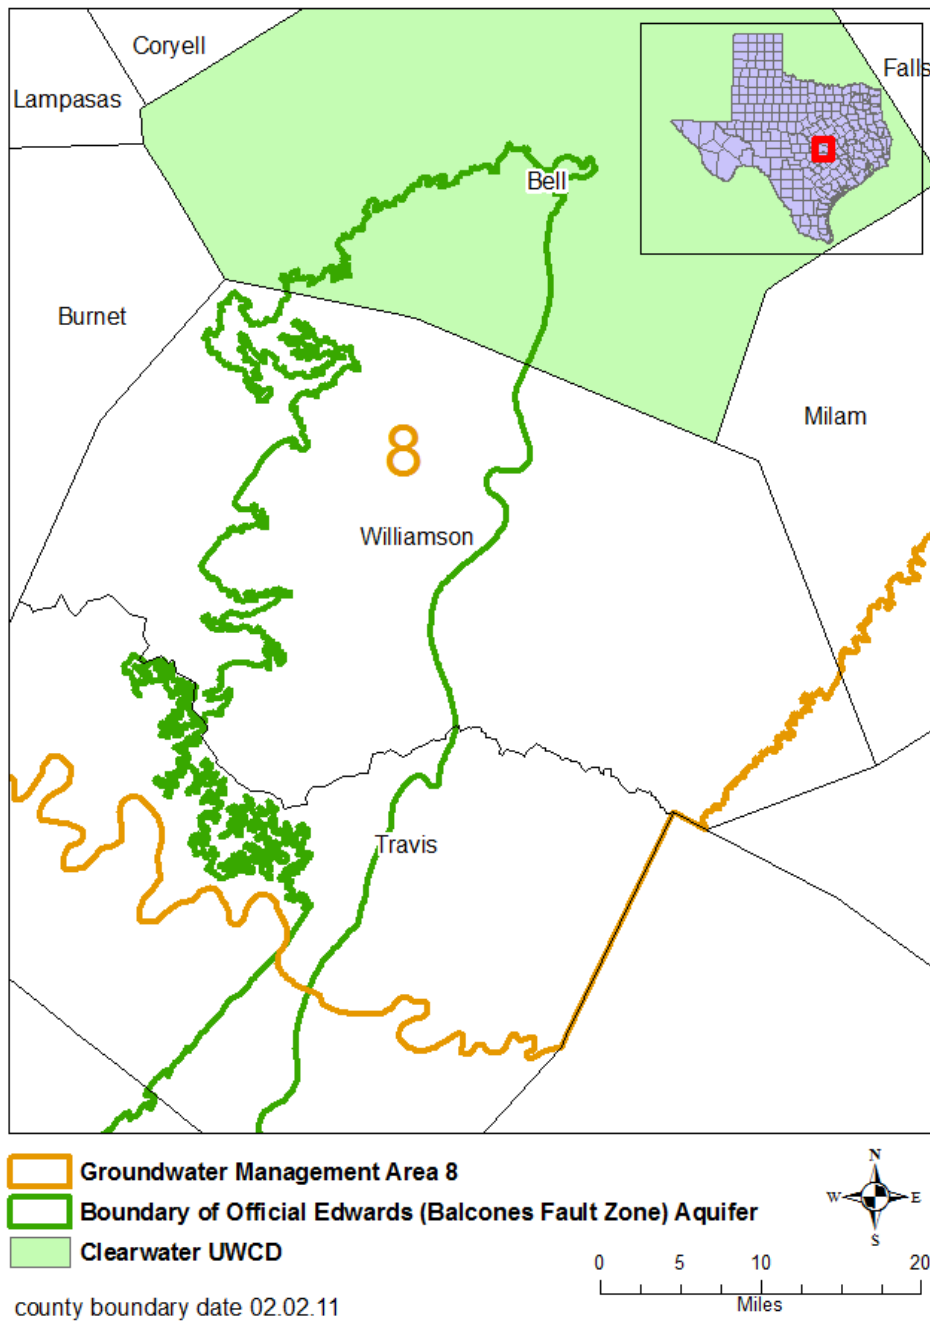 Coryell
Falls
Lampasas
Bell
Burnet
Milam
8
Williamson
Travis
Groundwater Management Area 8
Boundary of Official Edwards (Balcones Fault Zone) Aquifer
Clearwater UWCD
county boundary date 02.02.11
N
W E
S
0 5 10 20
Miles